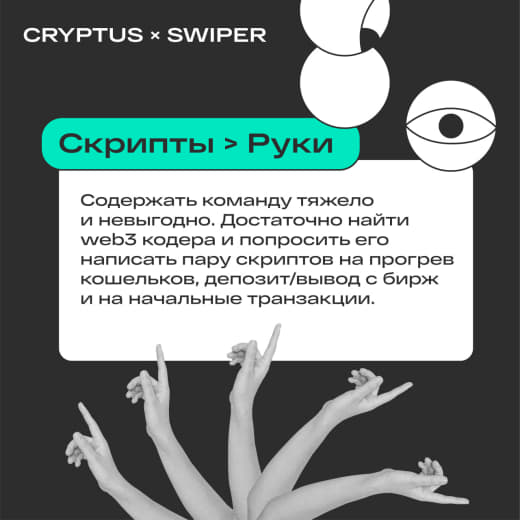 CRYPTUS × SWIPER
Скрипты > Руки
Содержать команду тяжело
и невыгодно. Достаточно найти
web3 кодера и попросить его
написать пару скриптов на прогрев
кошельков, депозит/вывод с бирж
и на начальные транзакции.